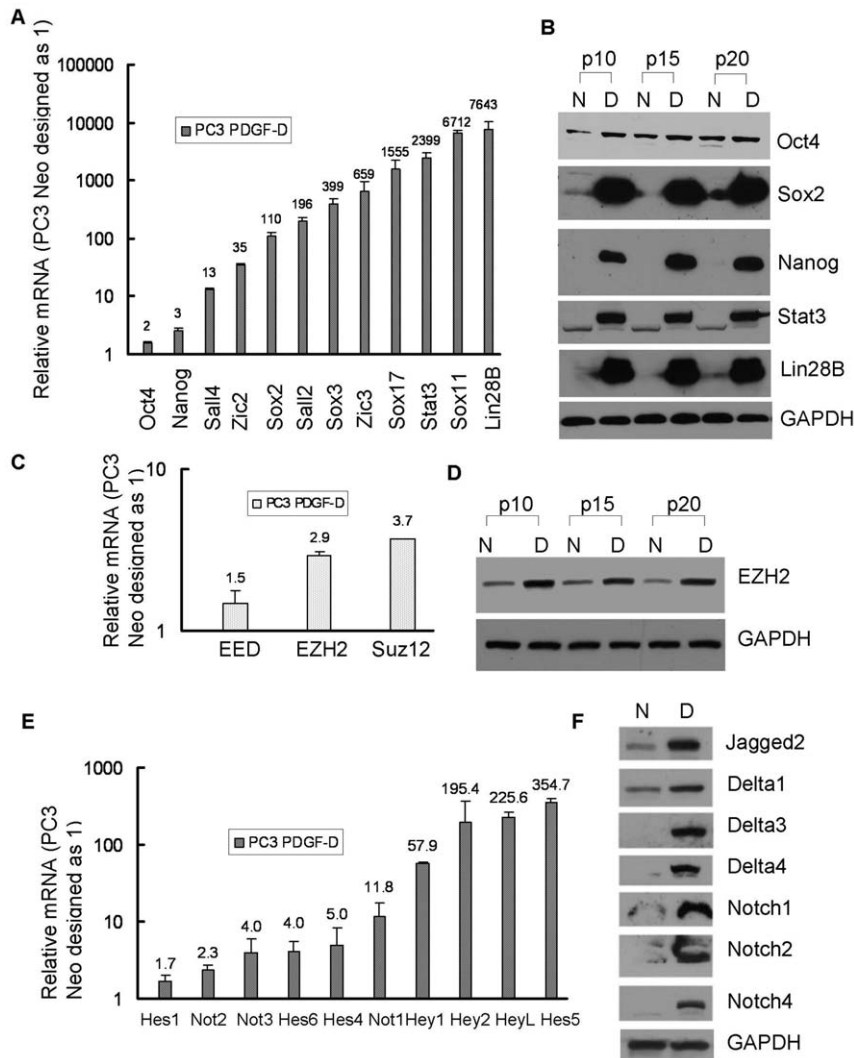 A
Relative mRNA (PC3 Neo designed as 1)
100000
10000
1000
100
10
1
PC3 PDGF-D
2
3
13
35
110
196
399
659
1555
2399
6712
7643
Oct4
Nanog
Sall4
Zic2
Sox2
Sall2
Sox3
Zic3
Sox17
Stat3
Sox11
Lin28B
B
p10 p15 p20
N D N D N D
Oct4
Sox2
Nanog
Stat3
Lin28B
GAPDH
C
Relative mRNA (PC3
Neo designed as 1)
10
1
PC3 PDGF-D
1.5
2.9
3.7
EED EZH2 Suz12
D
p10 p15 p20
N D N D N D
EZH2
GAPDH
E
Relative mRNA (PC3
Neo designed as 1)
1000
100
10
1
PC3 PDGF-D
1.7
2.3
4.0
4.0
5.0
11.8
57.9
195.4
225.6
354.7
Hes1 Not2 Not3 Hes6 Hes4 Not1 Hey1 Hey2 HeyL Hes5
F
N D
Jagged2
Delta1
Delta3
Delta4
Notch1
Notch2
Notch4
GAPDH